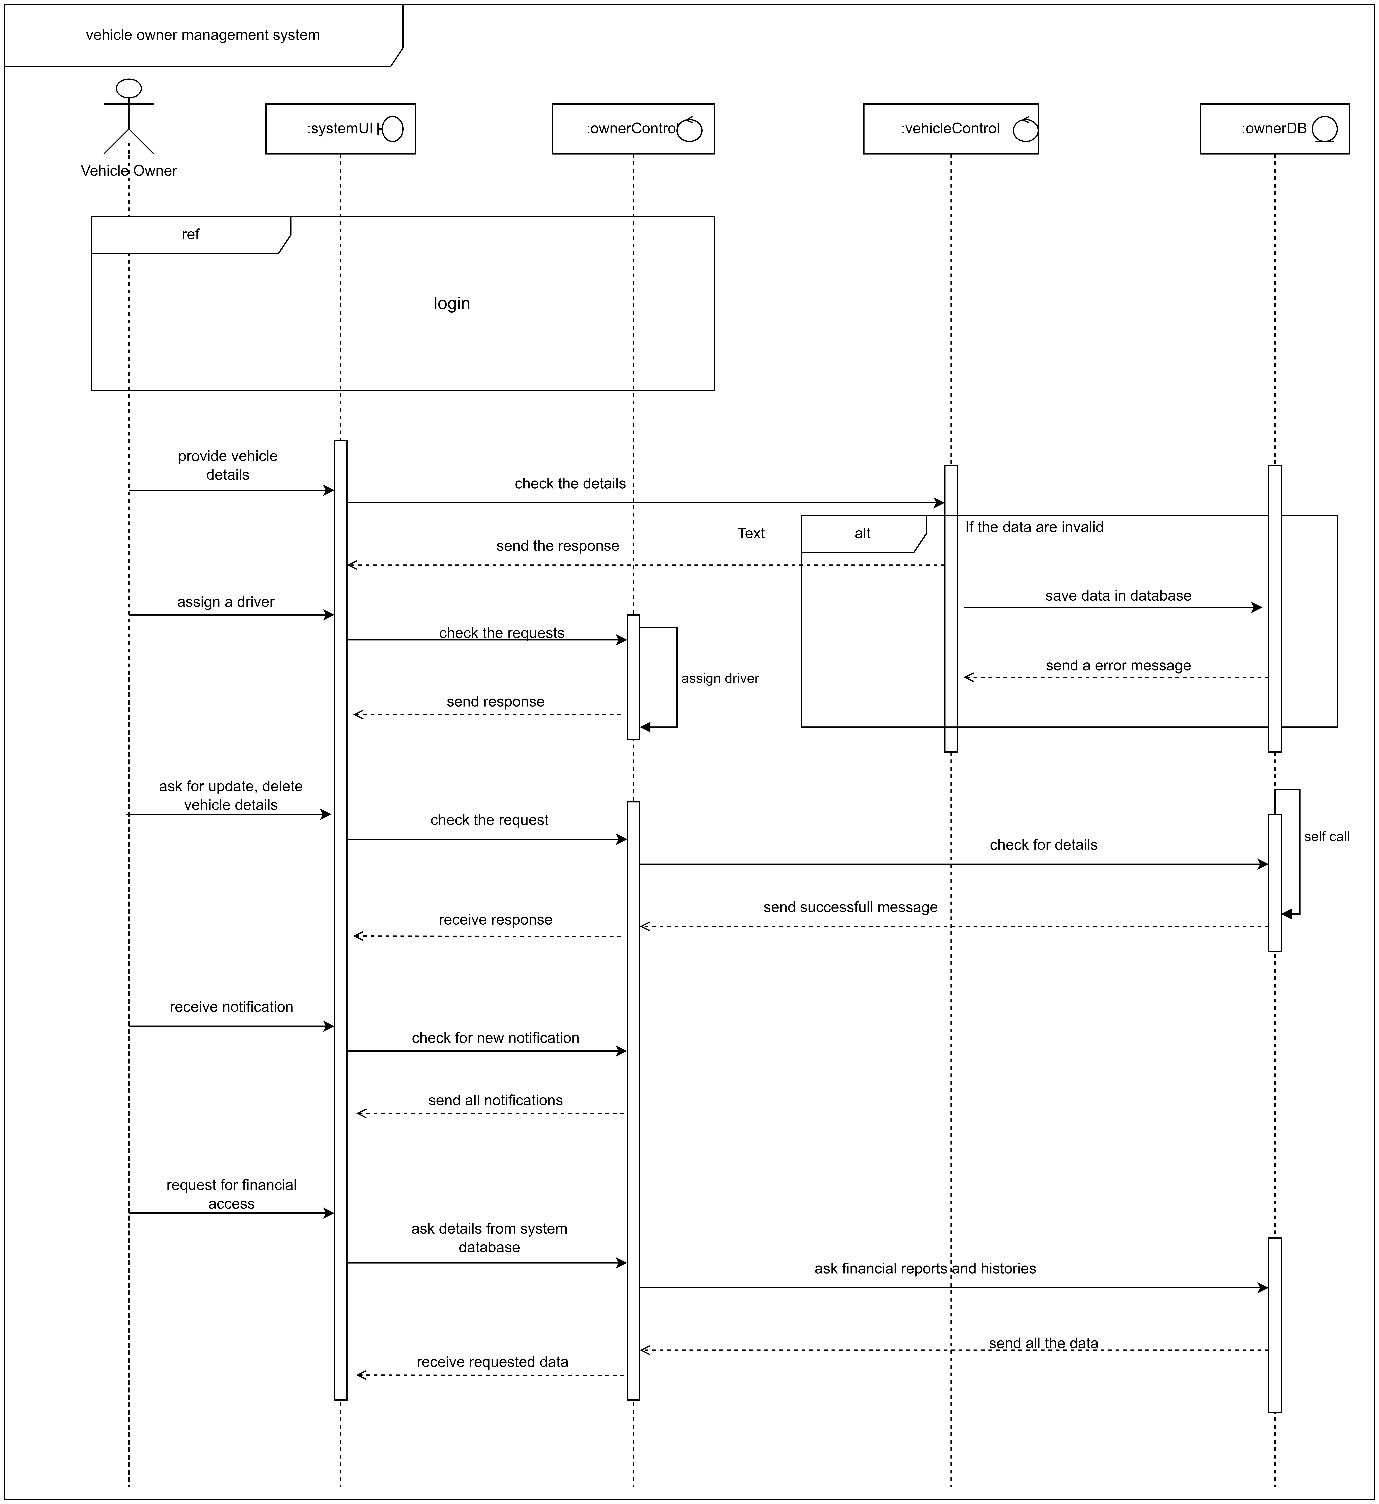 vehicle owner management system
:systemUI
:ownerControl
:vehicleControl
:ownerDB
Vehicle Owner
ref
login
provide vehicle
details
check the details
If the data are invalid
Text
alt
send the response
save data in database
assign a driver
check the requests
send a error message
assign driver
send response
ask for update, delete
vehicle details
check the request
self call
check for details
send successfull message
receive response
receive notification
check for new notification
send all notifications
request for financial
access
ask details from system
database
ask financial reports and histories
send all the data
receive requested data